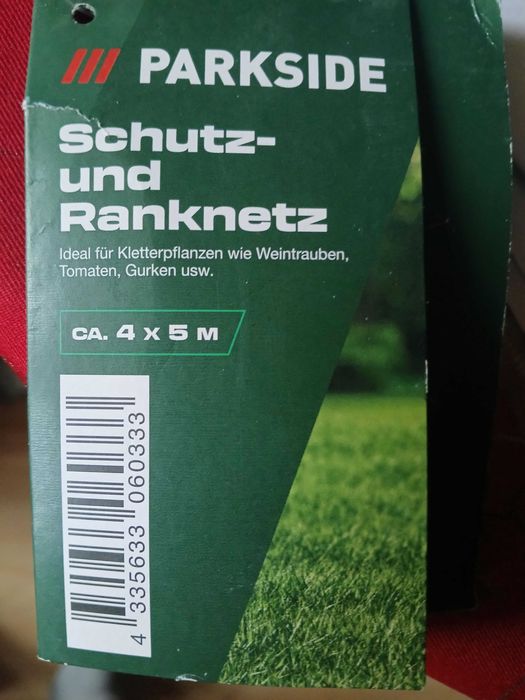 PARKSIDE
Schutz-
und
Ranknetz
Ideal für Kletterpflanzen wie Weintrauben,
Tomaten, Gurken usw.
CA. 4 X 5 M
4 335633 060333